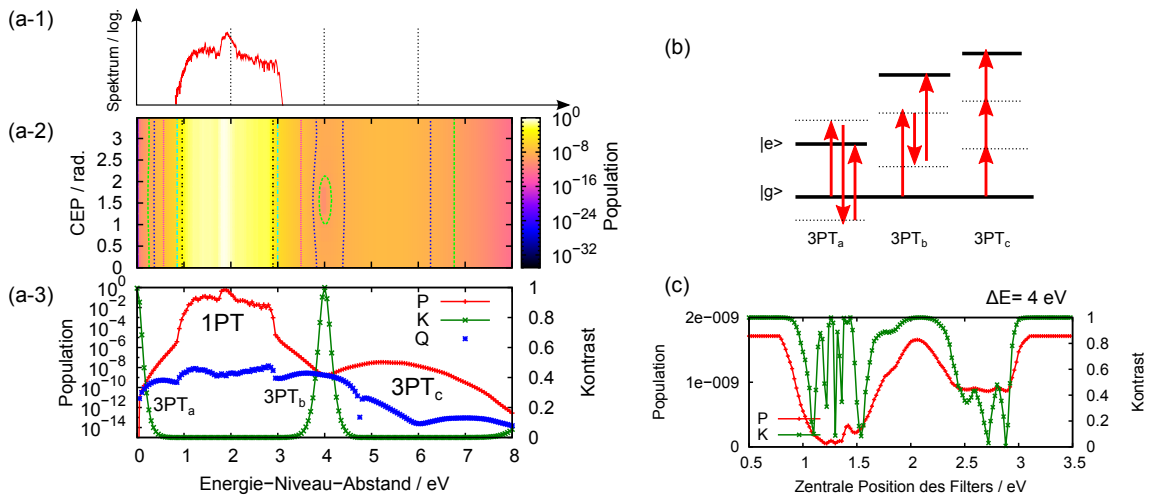 (a-1)
Spektrum / log.
(a-2)
CEP / rad.
3
2.5
2
1.5
1
0.5
0
10^0
10^−8
10^−16
10^−24
10^−32
Population
(a-3)
Population
10^0
10^−2
10^−4
10^−6
10^−8
10^−10
10^−12
10^−14
1PT
3PT_a
3PT_b
3PT_c
P
K
Q
1
0.8
0.6
0.4
0.2
0
Kontrast
0 1 2 3 4 5 6 7 8
Energie−Niveau−Abstand / eV
(b)
|e>
|g>
3PT_a
3PT_b
3PT_c
(c)
ΔE= 4 eV
Population
2e−009
1e−009
0
P
K
1
0.8
0.6
0.4
0.2
0
Kontrast
0.5 1 1.5 2 2.5 3 3.5
Zentrale Position des Filters / eV